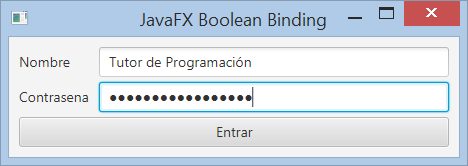 JavaFX Boolean Binding
Nombre Tutor de Programación
Contrasena •••••••••••••••••
Entrar